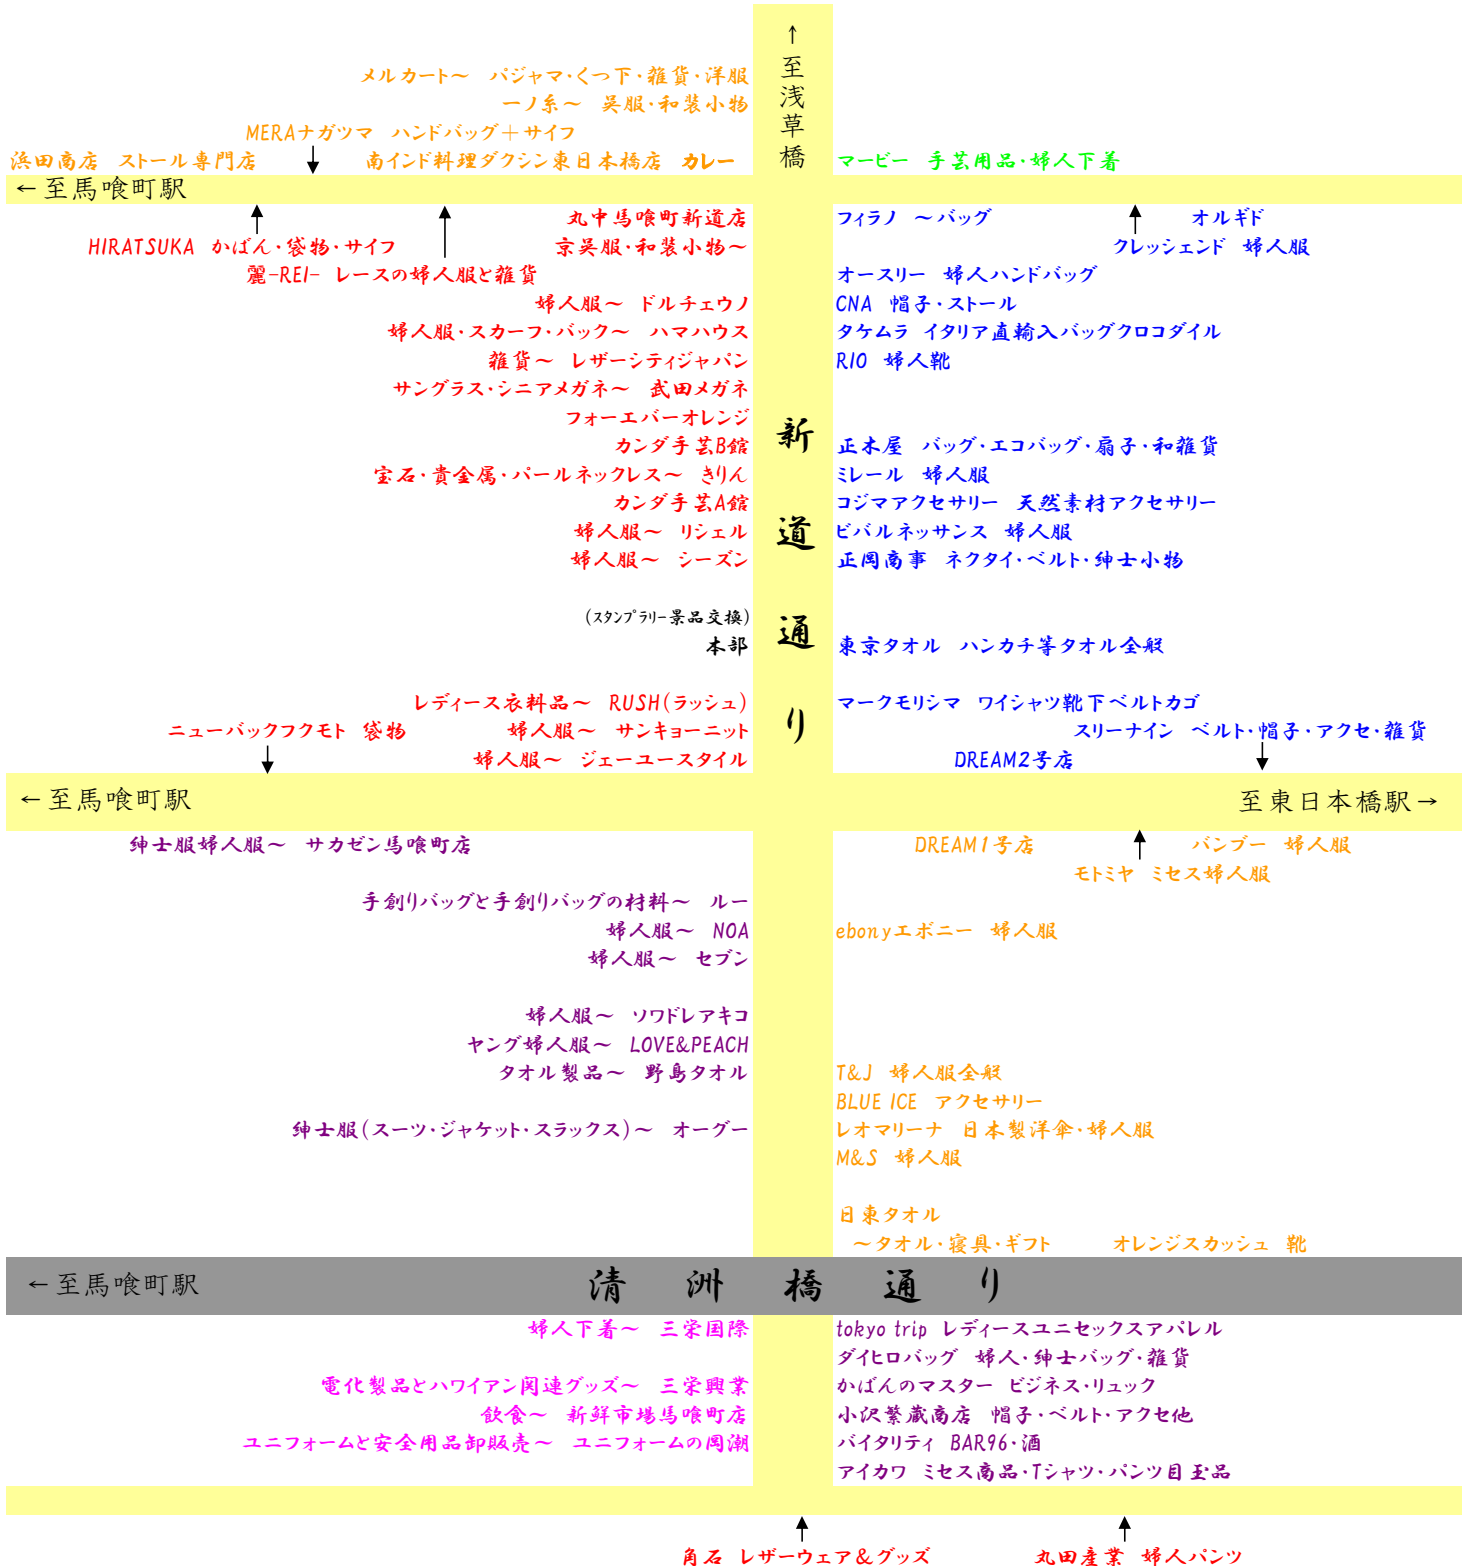 ↑至浅草橋
メルカート～ パジャマ・くつ下・雑貨・洋服
一ノ糸～ 呉服・和装小物
MERAナガツマ ハンドバッグ＋サイフ
浜田商店 ストール専門店
南インド料理ダクシン東日本橋店 カレー
マービー 手芸用品・婦人下着
←至馬喰町駅
丸中馬喰町新道店
フィラノ ～バッグ
オルギド
HIRATSUKA かばん・袋物・サイフ
京呉服・和装小物～
クレッシェンド 婦人服
麗-REI- レースの婦人服と雑貨
オースリー 婦人ハンドバッグ
婦人服～ ドルチェウノ
CNA 帽子・ストール
婦人服・スカーフ・バック～ ハマハウス
タケムラ イタリア直輸入バッグクロコダイル
雑貨～ レザーシティジャパン
RIO 婦人靴
サングラス・シニアメガネ～ 武田メガネ
フォーエバーオレンジ
新道通り
カンダ手芸B館
正木屋 バッグ・エコバッグ・扇子・和雑貨
宝石・貴金属・パールネックレス～ きりん
ミレール 婦人服
カンダ手芸A館
コジマアクセサリー 天然素材アクセサリー
婦人服～ リシェル
ビバルネッサンス 婦人服
婦人服～ シーズン
正岡商事 ネクタイ・ベルト・紳士小物
(スタンプラリー景品交換)
本部
東京タオル ハンカチ等タオル全般
レディース衣料品～ RUSH(ラッシュ)
マークモリシマ ワイシャツ靴下ベルトカゴ
ニューバックフクモト 袋物
婦人服～ サンキョーニット
スリーナイン ベルト・帽子・アクセ・雑貨
婦人服～ ジェーユースタイル
DREAM2号店
←至馬喰町駅
至東日本橋駅→
紳士服婦人服～ サカゼン馬喰町店
DREAM1号店
バンブー 婦人服
モトミヤ ミセス婦人服
手創りバッグと手創りバッグの材料～ ルー
婦人服～ NOA
ebonyエボニー 婦人服
婦人服～ セブン
婦人服～ ソワドレアキコ
ヤング婦人服～ LOVE&PEACH
タオル製品～ 野島タオル
T&J 婦人服全般
BLUE ICE アクセサリー
紳士服(スーツ・ジャケット・スラックス)～ オーグー
レオマリーナ 日本製洋傘・婦人服
M&S 婦人服
日東タオル
～タオル・寝具・ギフト
オレンジスカッシュ 靴
←至馬喰町駅
清洲橋通り
婦人下着～ 三栄国際
tokyo trip レディースユニセックスアパレル
ダイヒロバッグ 婦人・紳士バッグ・雑貨
電化製品とハワイアン関連グッズ～ 三栄興業
かばんのマスター ビジネス・リュック
飲食～ 新鮮市場馬喰町店
小沢繁蔵商店 帽子・ベルト・アクセ他
ユニフォームと安全用品卸販売～ ユニフォームの岡潮
バイタリティ BAR96・酒
アイカワ ミセス商品・Tシャツ・パンツ目玉品
角石 レザーウェア＆グッズ
丸田産業 婦人パンツ